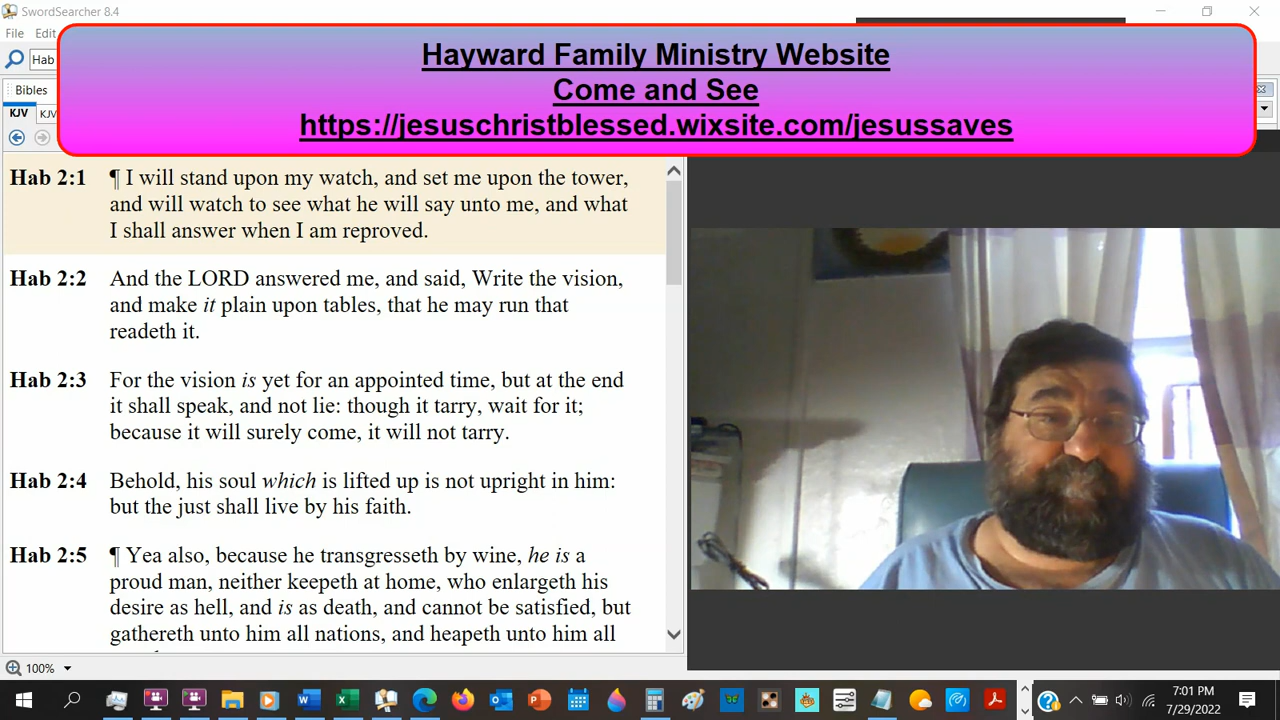 SwordSearcher 8.4
File Edit
Hayward Family Ministry Website
Come and See
https://jesuschristblessed.wixsite.com/jesussaves
Hab
Bibles
KJV KJV
Hab 2:1 ¶ I will stand upon my watch, and set me upon the tower,
and will watch to see what he will say unto me, and what
I shall answer when I am reproved.
Hab 2:2 And the LORD answered me, and said, Write the vision,
and make it plain upon tables, that he may run that
readeth it.
Hab 2:3 For the vision is yet for an appointed time, but at the end
it shall speak, and not lie: though it tarry, wait for it;
because it will surely come, it will not tarry.
Hab 2:4 Behold, his soul which is lifted up is not upright in him:
but the just shall live by his faith.
Hab 2:5 ¶ Yea also, because he transgresseth by wine, he is a
proud man, neither keepeth at home, who enlargeth his
desire as hell, and is as death, and cannot be satisfied, but
gathereth unto him all nations, and heapeth unto him all
100%
7:01 PM
7/29/2022